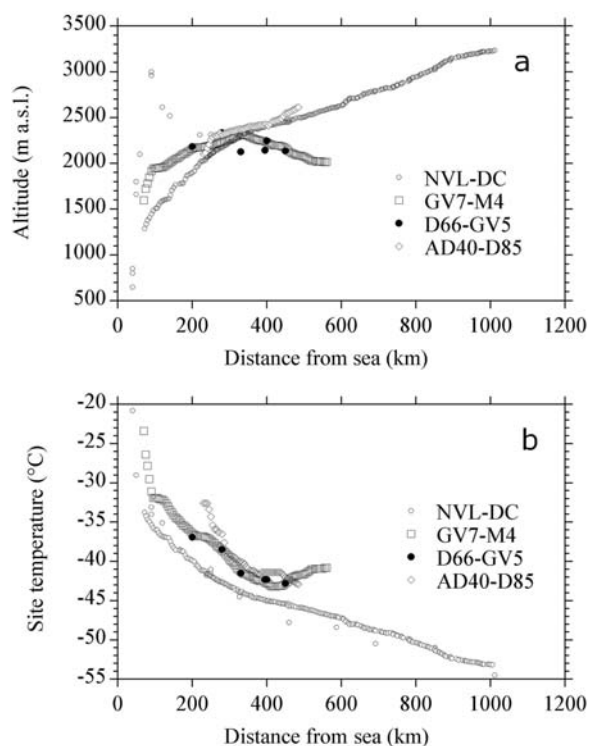 3500
3000
2500
2000
1500
1000
500
Altitude (m a.s.l.)
a
NVL-DC
GV7-M4
D66-GV5
AD40-D85
0 200 400 600 800 1000 1200
Distance from sea (km)
-20
-25
-30
-35
-40
-45
-50
-55
Site temperature (°C)
b
NVL-DC
GV7-M4
D66-GV5
AD40-D85
0 200 400 600 800 1000 1200
Distance from sea (km)